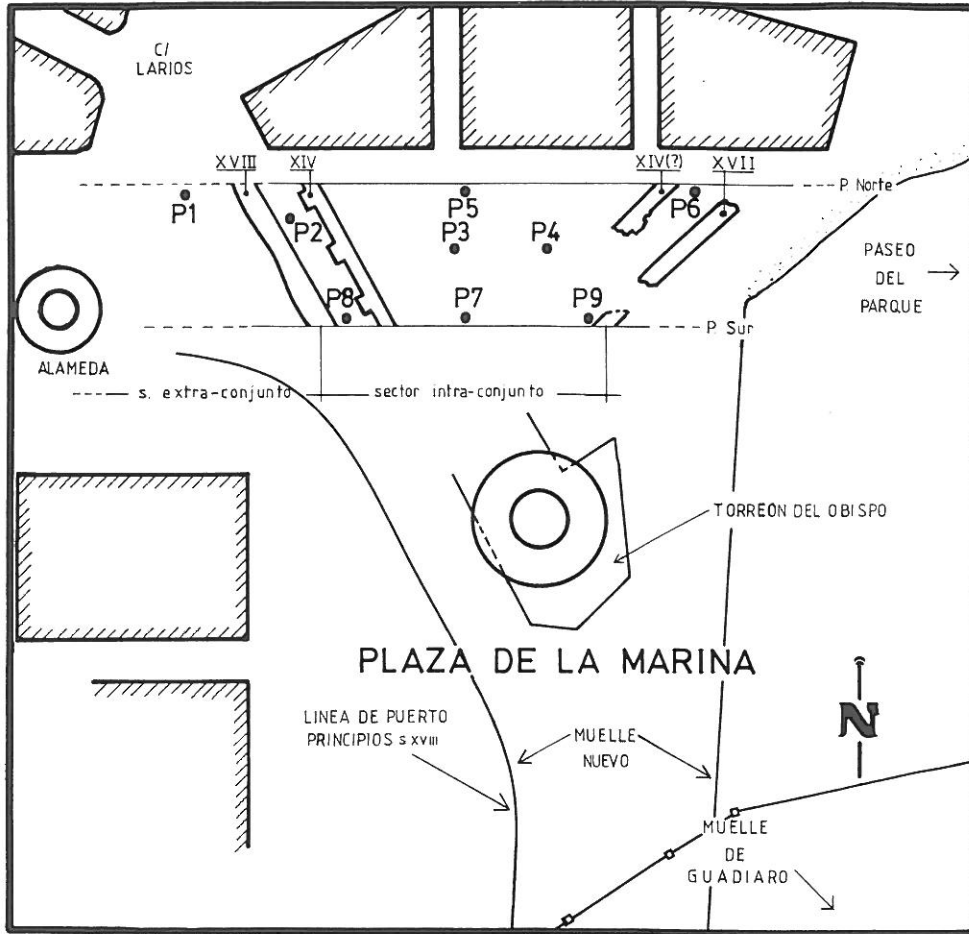 C/
LARIOS
XVIII
XIV
XIV(?)
XVII
P. Norte
P1
P2
P5
P6
P3
P4
P8
P7
P9
P Sur
PASEO
DEL
PARQUE
ALAMEDA
s. extra-conjunto
sector intra-conjunto
TORREÓN DEL OBISPO
PLAZA DE LA MARINA
LINEA DE PUERTO
PRINCIPIOS s XVIII
MUELLE
NUEVO
N
MUELLE
DE
GUADIARO